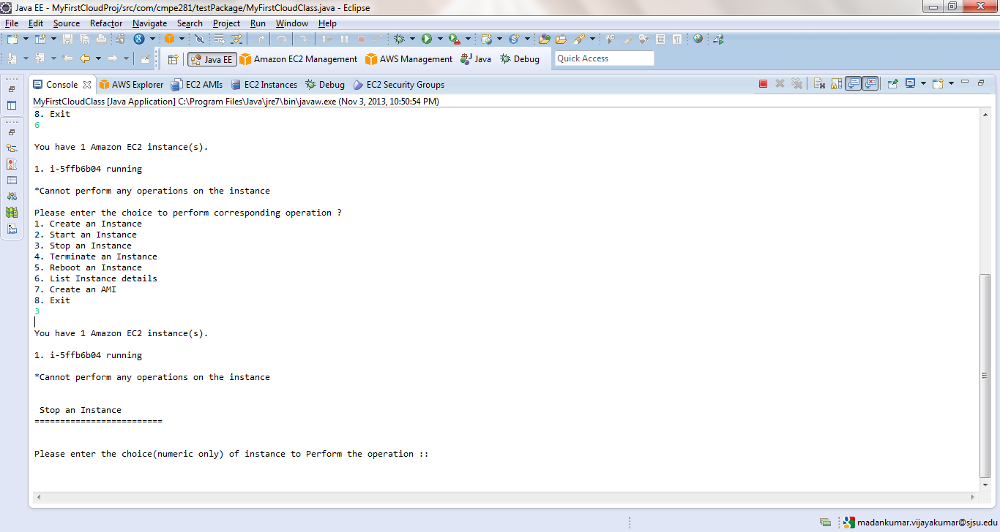 Java EE - MyFirstCloudProj/src/com/cmpe281/testPackage/MyFirstCloudClass.java - Eclipse
File Edit Source Refactor Navigate Search Project Run Window Help
Java EE Amazon EC2 Management AWS Management Java Debug Quick Access
Console AWS Explorer EC2 AMIs EC2 Instances Debug EC2 Security Groups
MyFirstCloudClass [Java Application] C:\Program Files\Java\jre7\bin\javaw.exe (Nov 3, 2013, 10:50:54 PM)
8. Exit
6
You have 1 Amazon EC2 instance(s).
1. i-5ffb6b04 running
*Cannot perform any operations on the instance
Please enter the choice to perform corresponding operation ?
1. Create an Instance
2. Start an Instance
3. Stop an Instance
4. Terminate an Instance
5. Reboot an Instance
6. List Instance details
7. Create an AMI
8. Exit
3
You have 1 Amazon EC2 instance(s).
1. i-5ffb6b04 running
*Cannot perform any operations on the instance
Stop an Instance
=========================
Please enter the choice(numeric only) of instance to Perform the operation ::
madankumar.vijayakumar@sjsu.edu